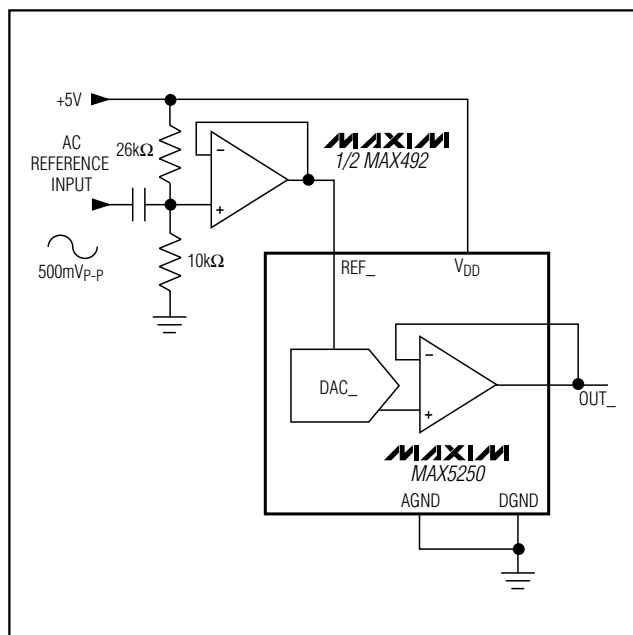 +5V
AC
REFERENCE
INPUT
26kΩ
10kΩ
500mVP-P
−
+
MAXIM
1/2 MAX492
REF_
VDD
DAC_
−
+
OUT_
MAXIM
MAX5250
AGND
DGND